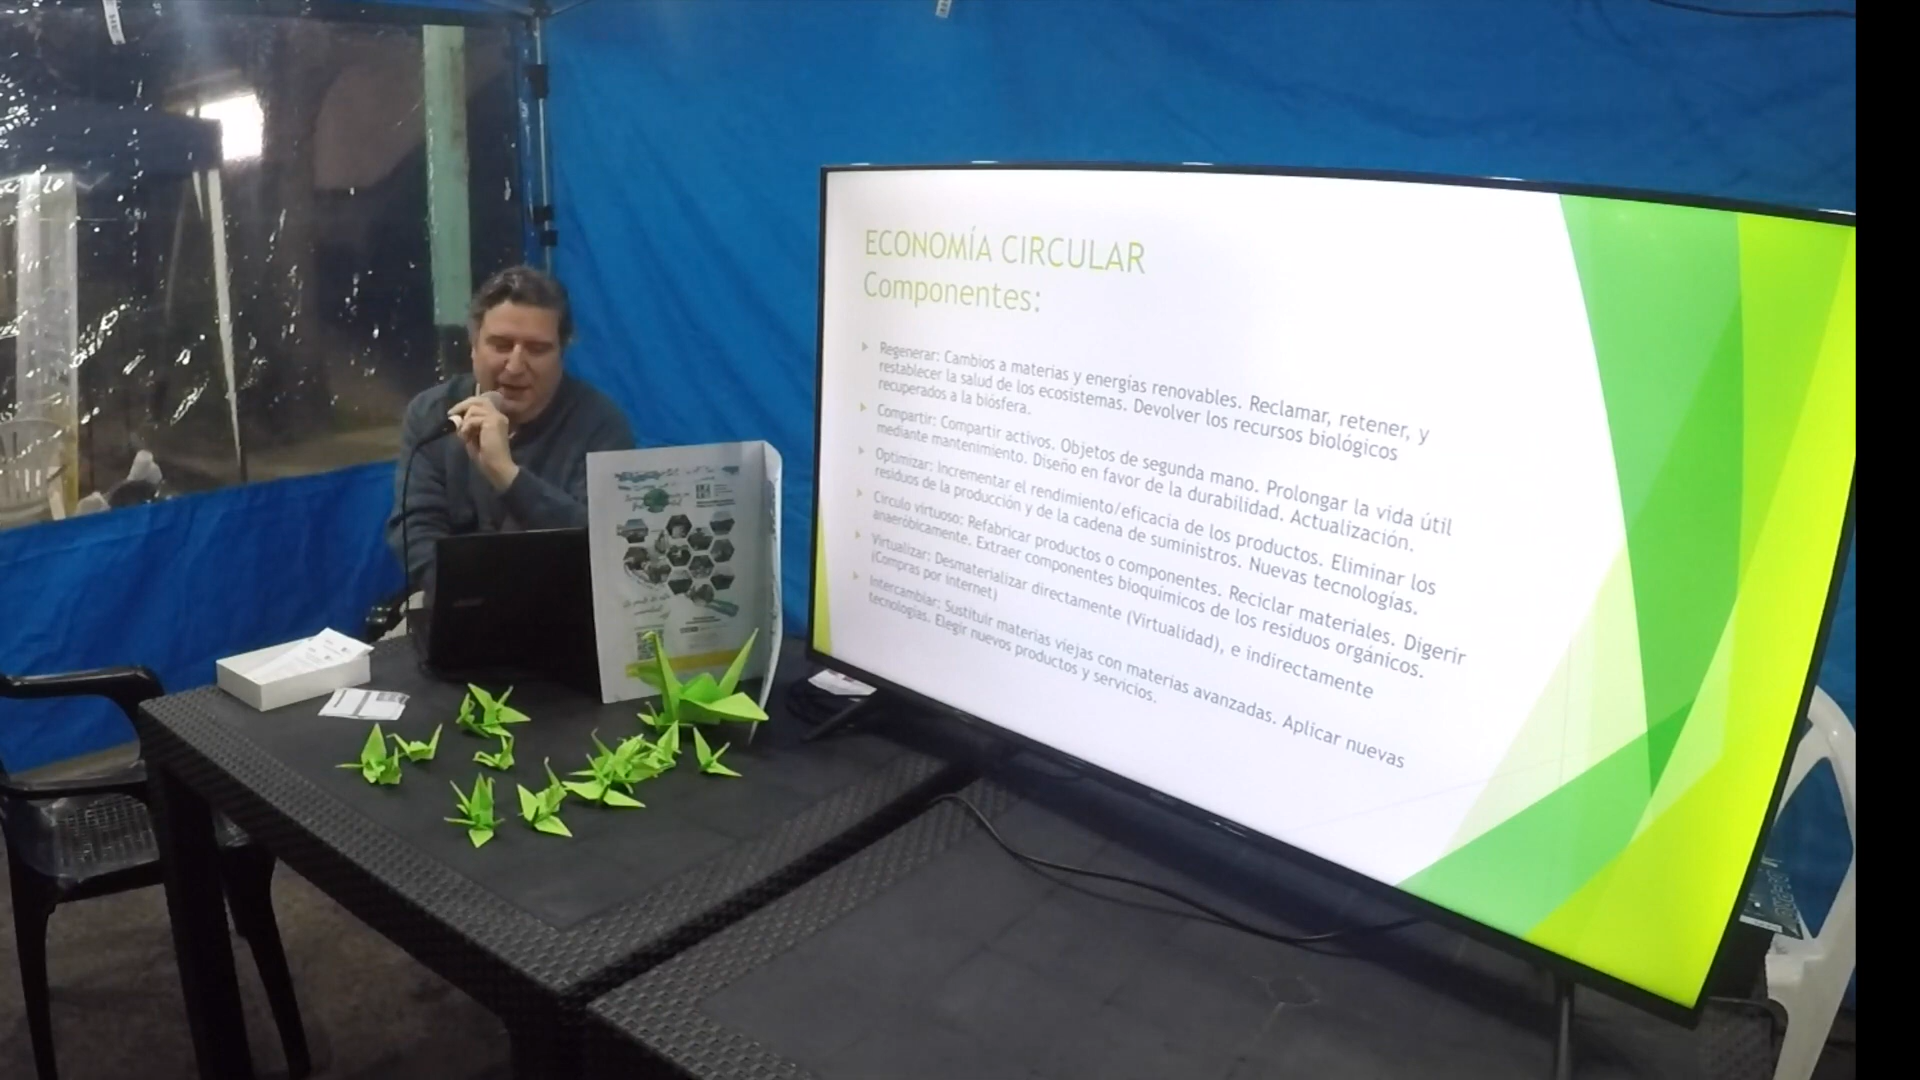 ECONOMÍA CIRCULAR
Componentes:
Regenerar: Cambios a materias y energías renovables. Reclamar, retener, y
restablecer la salud de los ecosistemas. Devolver los recursos biológicos
recuperados a la biósfera.
Compartir: Compartir activos. Objetos de segunda mano. Prolongar la vida útil
mediante mantenimiento. Diseño en favor de la durabilidad. Actualización.
Optimizar: Incrementar el rendimiento/eficacia de los productos. Eliminar los
residuos de la producción y de la cadena de suministros. Nuevas tecnologías.
Círculo virtuoso: Refabricar productos o componentes. Reciclar materiales. Digerir
anaeróbicamente. Extraer componentes bioquímicos de los residuos orgánicos.
Virtualizar: Desmaterializar directamente (Virtualidad), e indirectamente
(Compras por internet)
Intercambiar: Sustituir materias viejas con materias avanzadas. Aplicar nuevas
tecnologías. Elegir nuevos productos y servicios.